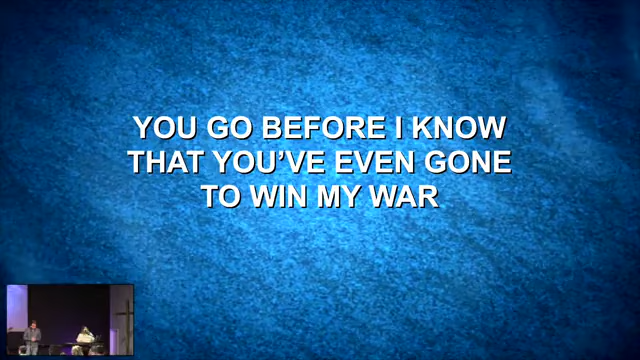 YOU GO BEFORE I KNOW
THAT YOU'VE EVEN GONE
TO WIN MY WAR